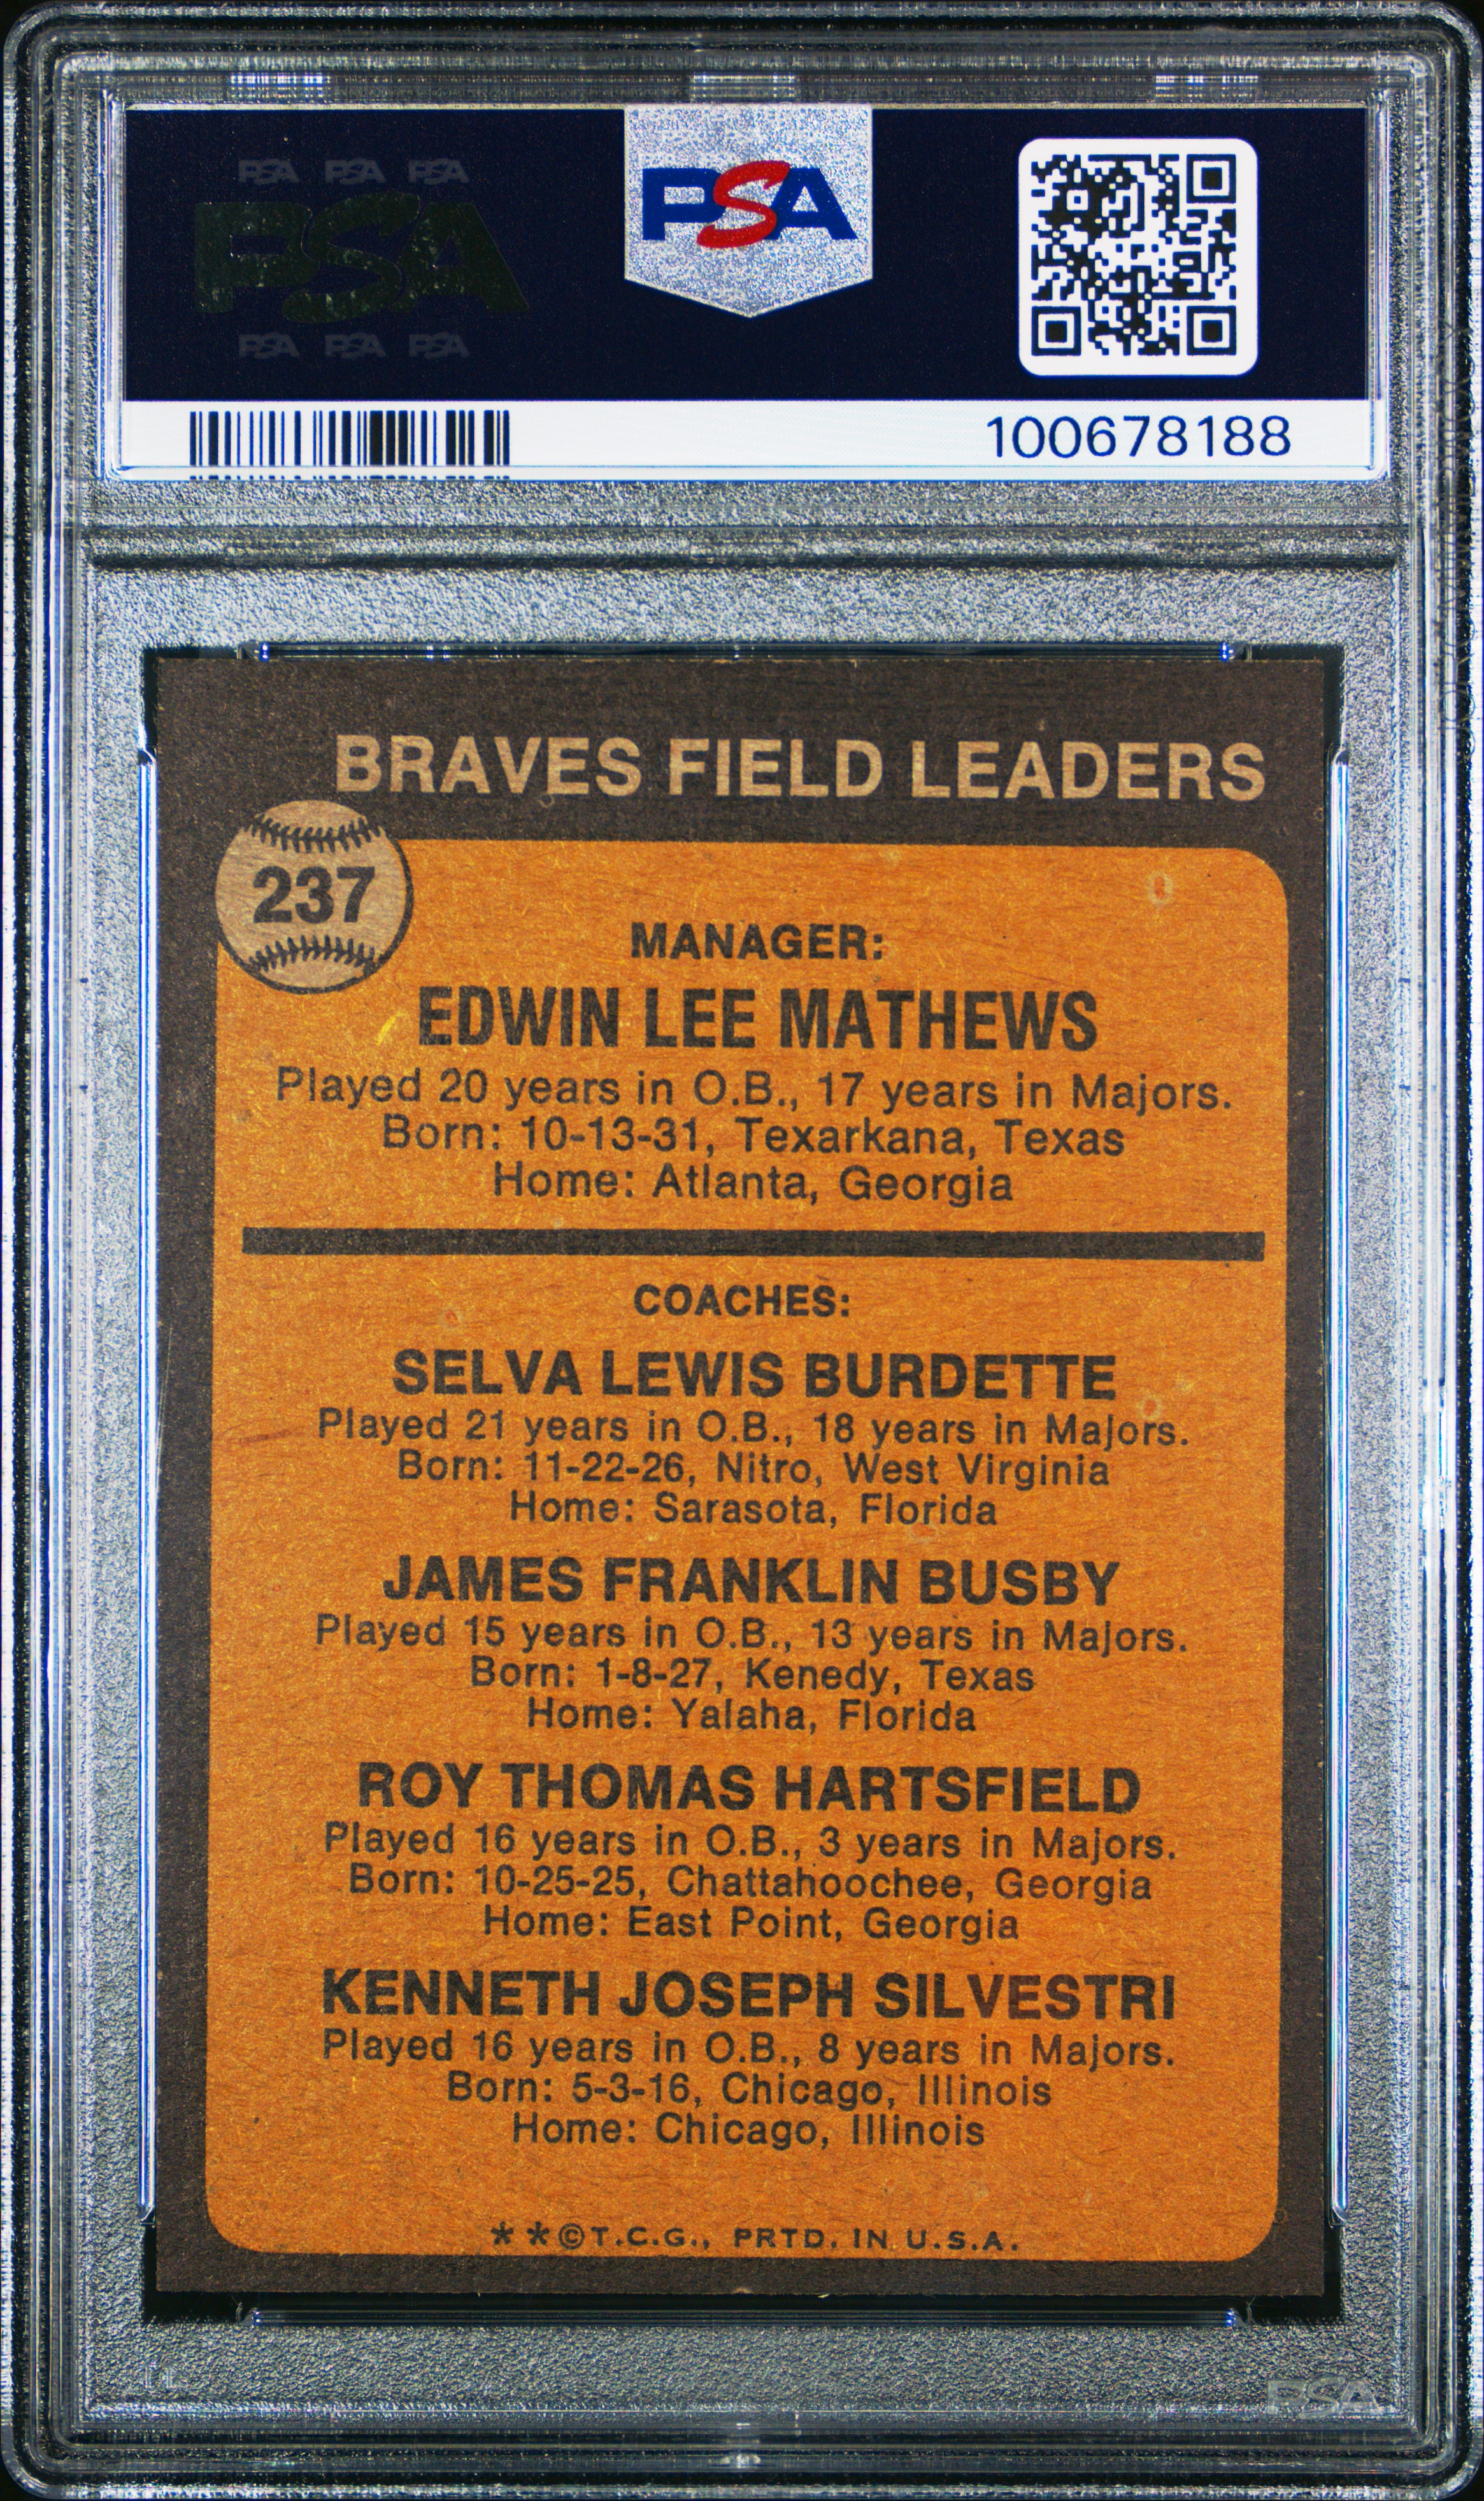 PSA PSA PSA
PSA
PSA PSA PSA
PSA
100678188
BRAVES FIELD LEADERS
237
MANAGER:
EDWIN LEE MATHEWS
Played 20 years in O.B., 17 years in Majors.
Born: 10-13-31, Texarkana, Texas
Home: Atlanta, Georgia
COACHES:
SELVA LEWIS BURDETTE
Played 21 years in O.B., 18 years in Majors.
Born: 11-22-26, Nitro, West Virginia
Home: Sarasota, Florida
JAMES FRANKLIN BUSBY
Played 15 years in O.B., 13 years in Majors.
Born: 1-8-27, Kenedy, Texas
Home: Yalaha, Florida
ROY THOMAS HARTSFIELD
Played 16 years in O.B., 3 years in Majors.
Born: 10-25-25, Chattahoochee, Georgia
Home: East Point, Georgia
KENNETH JOSEPH SILVESTRI
Played 16 years in O.B., 8 years in Majors.
Born: 5-3-16, Chicago, Illinois
Home: Chicago, Illinois
**©T.C.G., PRTD. IN U.S.A.
PSA